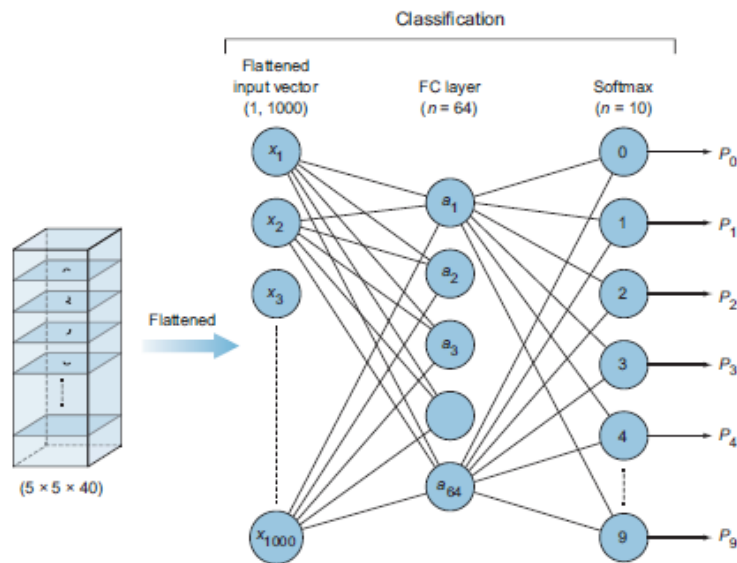 Classification
Flattened
input vector
(1, 1000)
FC layer
(n = 64)
Softmax
(n = 10)
x1
x2
x3
x1000
a1
a2
a3
a64
0
1
2
3
4
9
P0
P1
P2
P3
P4
P9
Flattened
(5 × 5 × 40)